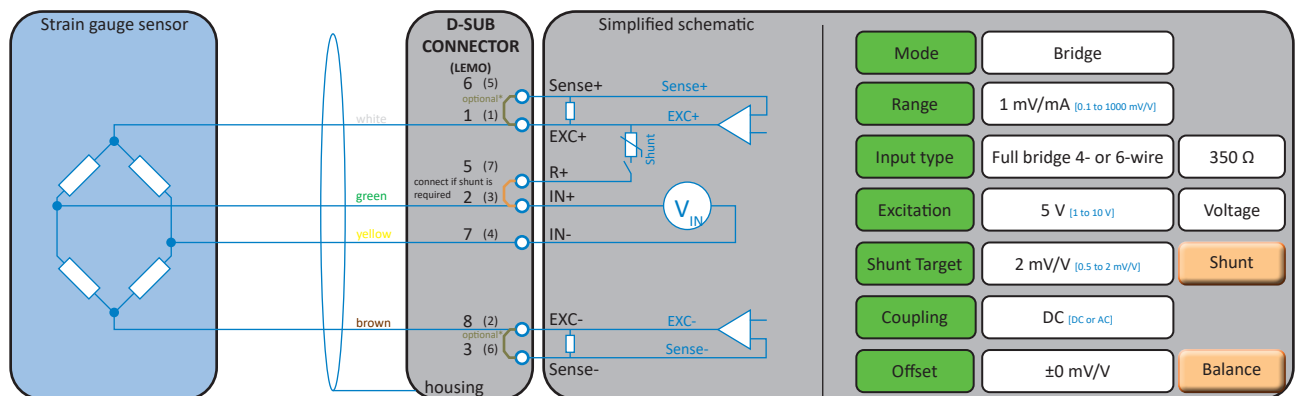 Strain gauge sensor
D-SUB
CONNECTOR
(LEMO)
Simplified schematic
6 (5)
optional*
1 (1)
5 (7)
connect if shunt is
required 2 (3)
7 (4)
8 (2)
optional*
3 (6)
housing
white
green
yellow
brown
Sense+
EXC+
R+
IN+
IN-
EXC-
Sense-
Sense+
EXC+
Shunt
VIN
EXC-
Sense-
Mode Bridge
Range 1 mV/mA [0.1 to 1000 mV/V]
Input type Full bridge 4- or 6-wire 350 Ω
Excitation 5 V [1 to 10 V] Voltage
Shunt Target 2 mV/V [0.5 to 2 mV/V] Shunt
Coupling DC [DC or AC]
Offset ±0 mV/V Balance